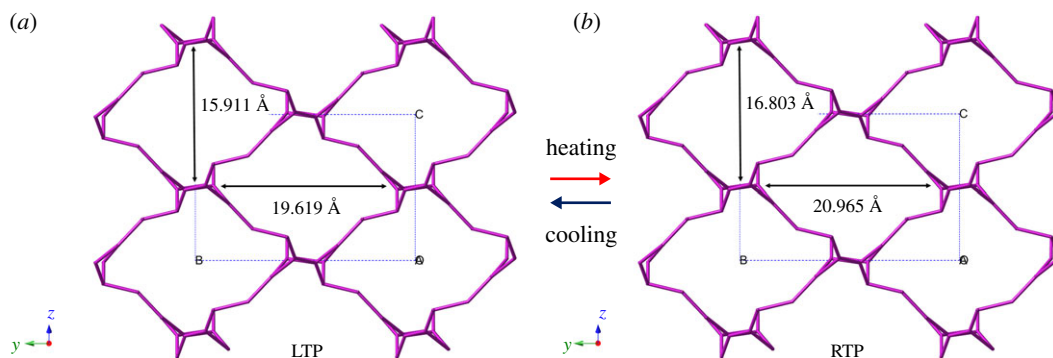 (a)
15.911 Å
C
19.619 Å
B
z
y
LTP
heating
cooling
(b)
16.803 Å
C
20.965 Å
B
z
y
RTP